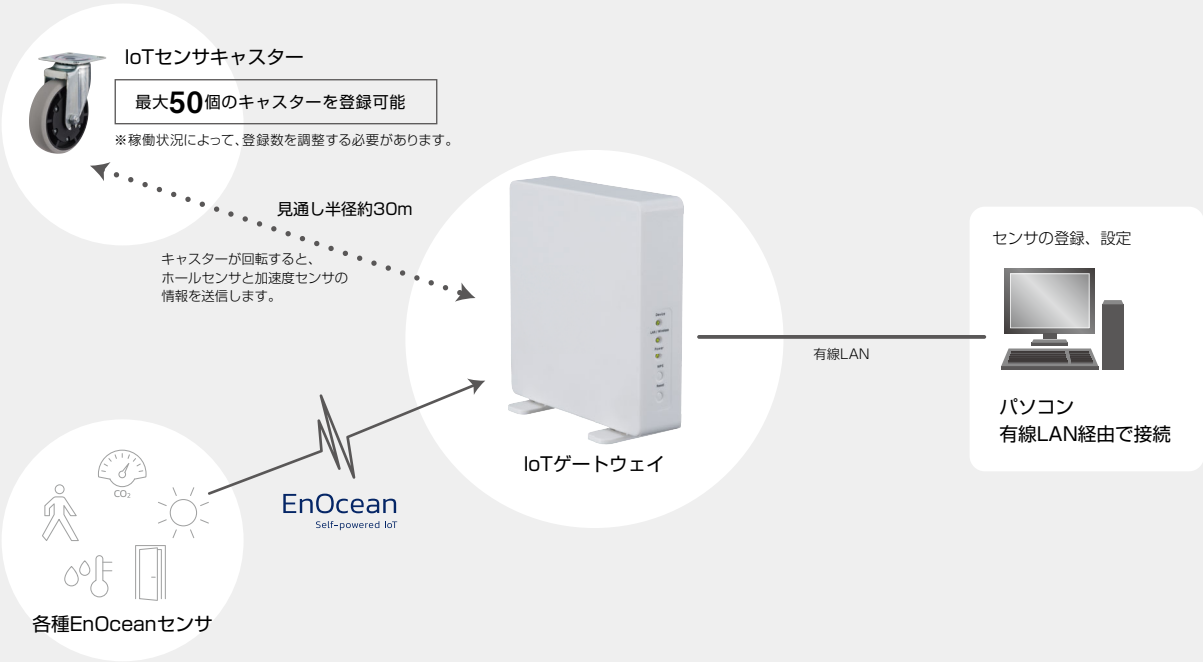 IoTセンサキャスター
最大50個のキャスターを登録可能
※稼働状況によって、登録数を調整する必要があります。
見通し半径約30m
キャスターが回転すると、
ホールセンサと加速度センサの
情報を送信します。
センサの登録、設定
有線LAN
パソコン
有線LAN経由で接続
IoTゲートウェイ
EnOcean
Self-powered IoT
CO₂
各種EnOceanセンサ